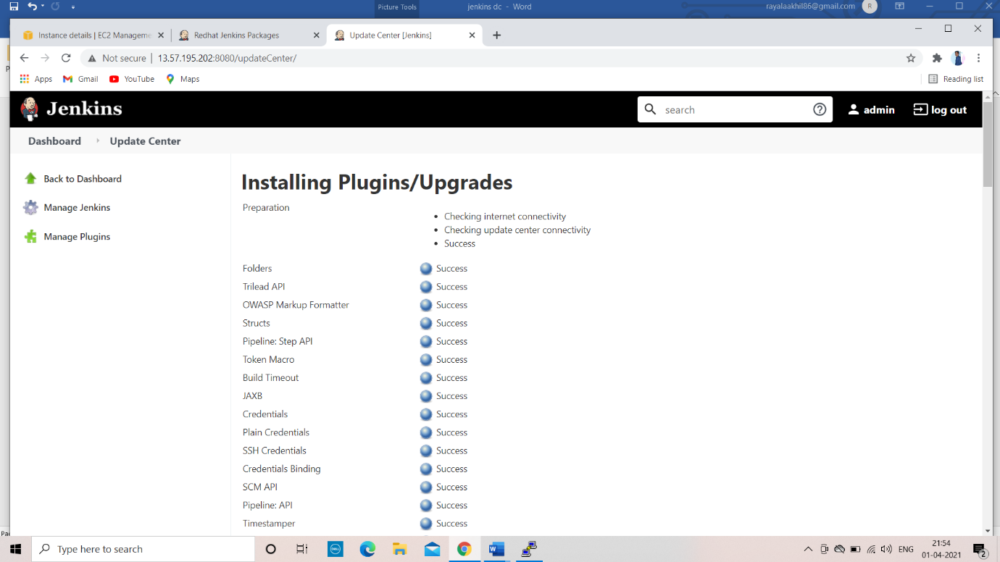 Picture Tools
jenkins dc - Word
rayalaakhil86@gmail.com
R
Instance details | EC2 Manageme
Redhat Jenkins Packages
Update Center [Jenkins]
Not secure | 13.57.195.202:8080/updateCenter/
Apps
Gmail
YouTube
Maps
Reading list
Jenkins
search
admin
log out
Dashboard
Update Center
Back to Dashboard
Manage Jenkins
Manage Plugins
Installing Plugins/Upgrades
Preparation
• Checking internet connectivity
• Checking update center connectivity
• Success
Folders Success
Trilead API Success
OWASP Markup Formatter Success
Structs Success
Pipeline: Step API Success
Token Macro Success
Build Timeout Success
JAXB Success
Credentials Success
Plain Credentials Success
SSH Credentials Success
Credentials Binding Success
SCM API Success
Pipeline: API Success
Timestamper Success
Type here to search
DELL
ENG
21:54
01-04-2021
2